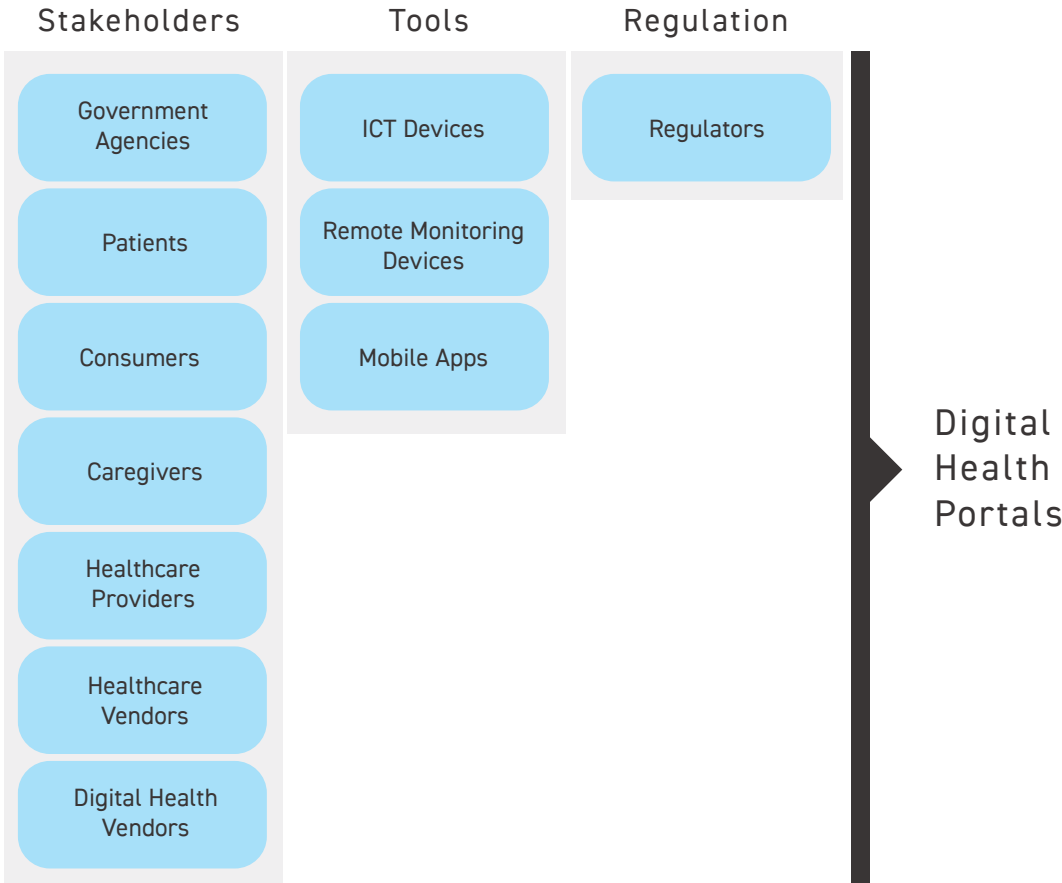 Stakeholders
Tools
Regulation
Government
Agencies
Patients
Consumers
Caregivers
Healthcare
Providers
Healthcare
Vendors
Digital Health
Vendors
ICT Devices
Remote Monitoring
Devices
Mobile Apps
Regulators
Digital
Health
Portals